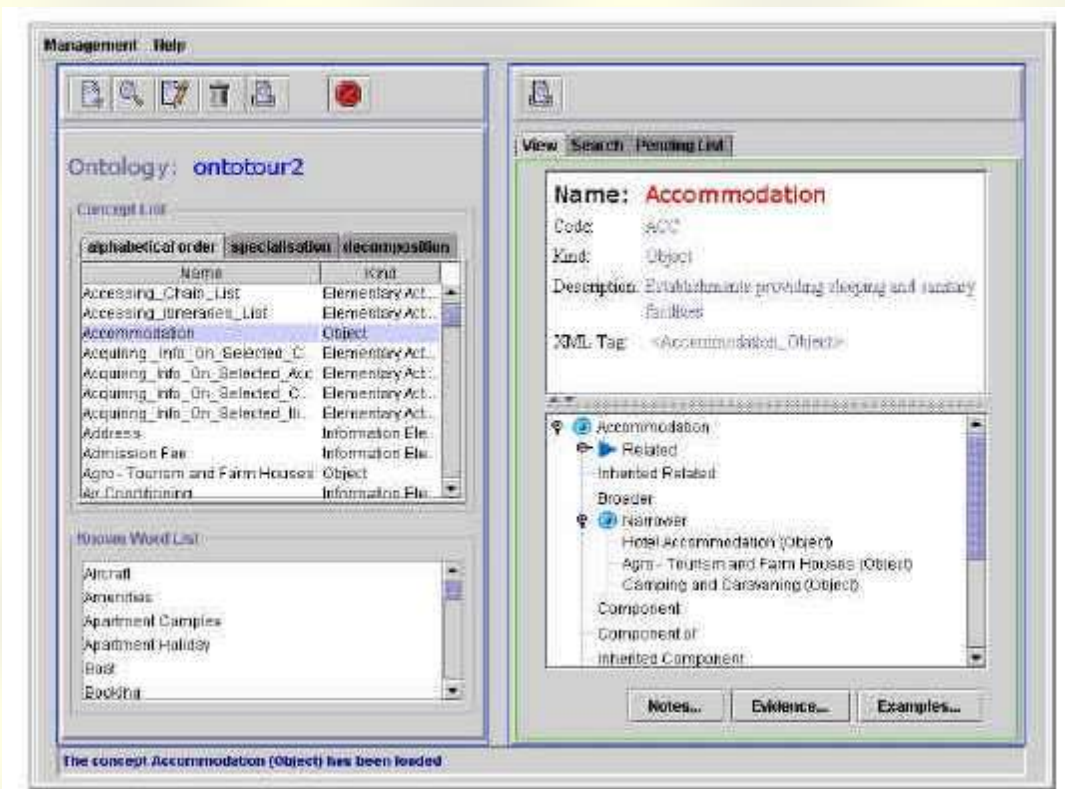 Management Help
Ontology: ontotour2
Concept List
alphabetical order specialisation decomposition
Name Kind
Accessing_Chain_List Elementary Act...
Accessing_Itineraries_List Elementary Act...
Accommodation Object
Acquiring_Info_On_Selected_C... Elementary Act...
Acquiring_Info_On_Selected_Acc... Elementary Act...
Acquiring_Info_On_Selected_C... Elementary Act...
Acquiring_Info_On_Selected_Iti... Elementary Act...
Address Information Ele...
Admission Fee Information Ele...
Agro - Tourism and Farm Houses Object
Air Conditioning Information Ele...
Known Word List
Aircraft
Amenities
Apartment Complex
Apartment Holiday
Boat
Booking
View Search Pending List
Name: Accommodation
Code: ACC
Kind: Object
Description: Establishments providing sleeping and sanitary
facilities
XML Tag: <Accommodation_Object>
Accommodation
Related
Inherited Related
Broader
Narrower
Hotel Accommodation (Object)
Agro - Tourism and Farm Houses (Object)
Camping and Caravaning (Object)
Component
Component of
Inherited Component
Notes... Evidence... Examples...
The concept Accommodation (Object) has been loaded